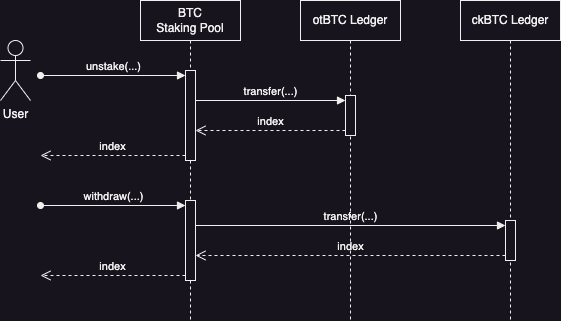 BTC
Staking Pool
otBTC Ledger
ckBTC Ledger
User
unstake(...)
transfer(...)
index
index
withdraw(...)
transfer(...)
index
index